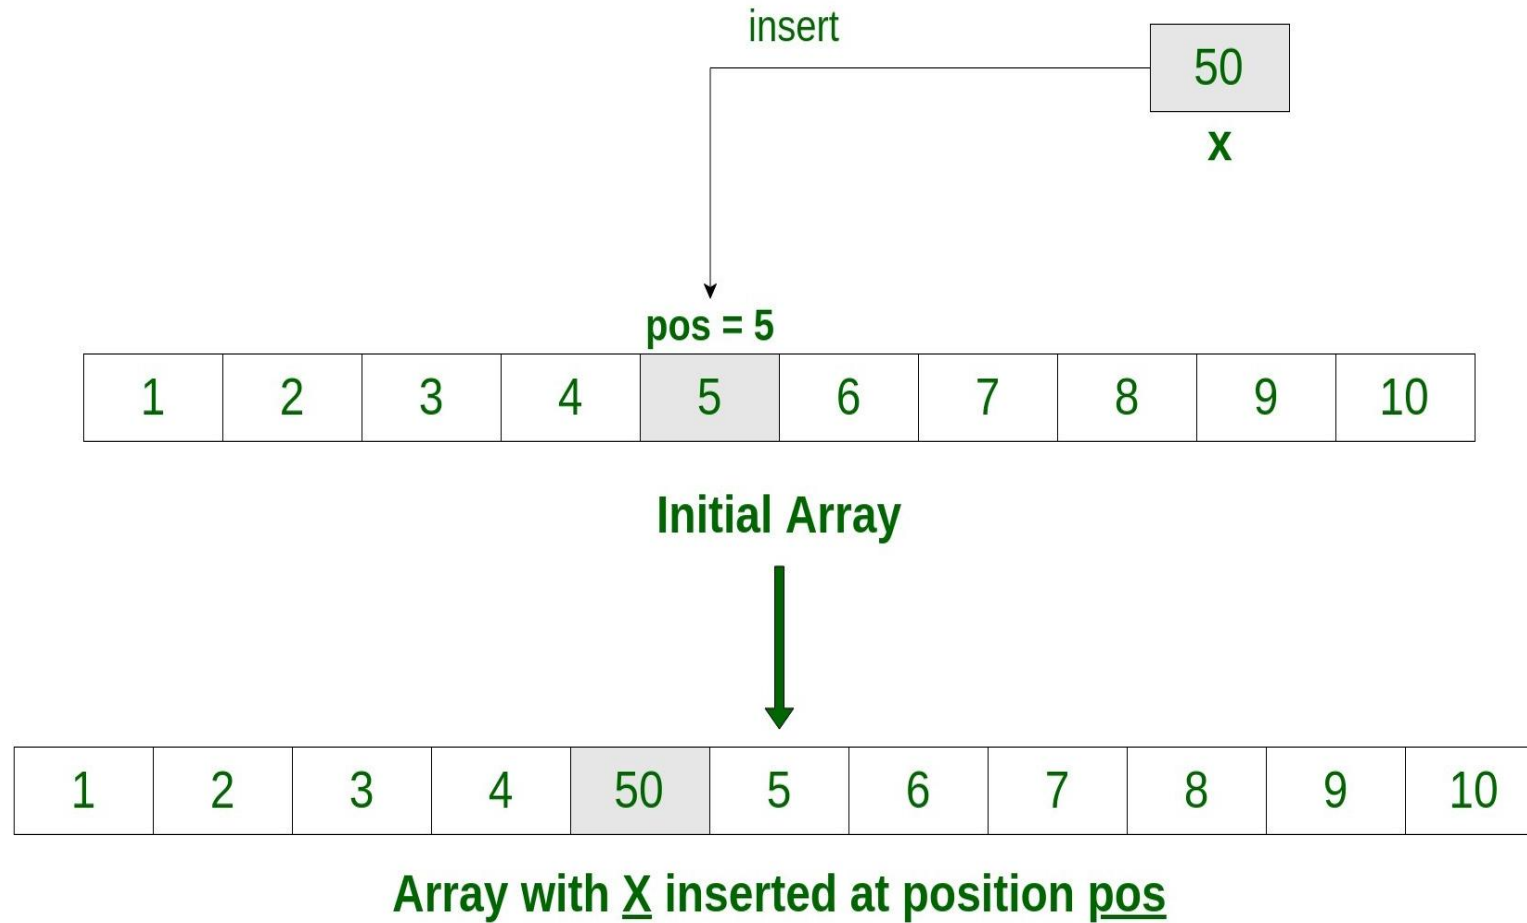 insert
50
x
pos = 5
1 2 3 4 5 6 7 8 9 10
Initial Array
1 2 3 4 50 5 6 7 8 9 10
Array with X inserted at position pos